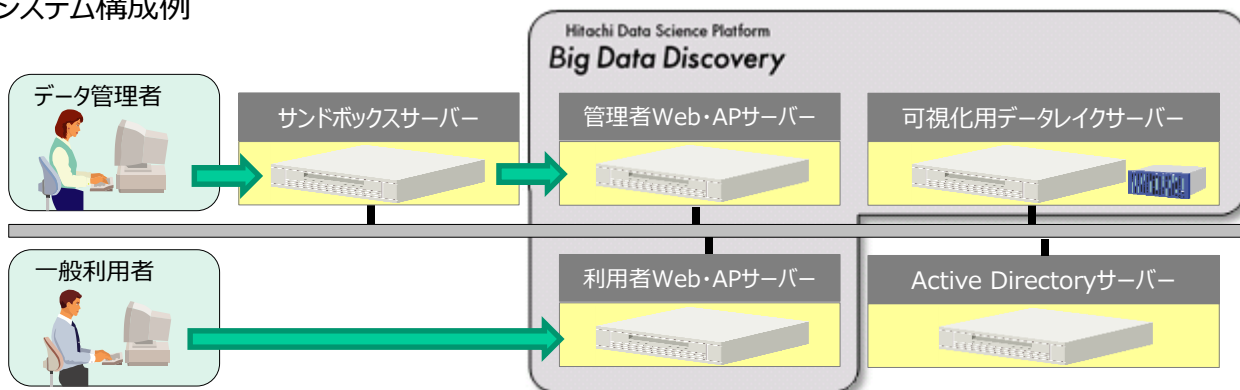 システム構成例
Hitachi Data Science Platform
Big Data Discovery
データ管理者
サンドボックスサーバー
管理者Web・APサーバー
可視化用データレイクサーバー
一般利用者
利用者Web・APサーバー
Active Directoryサーバー